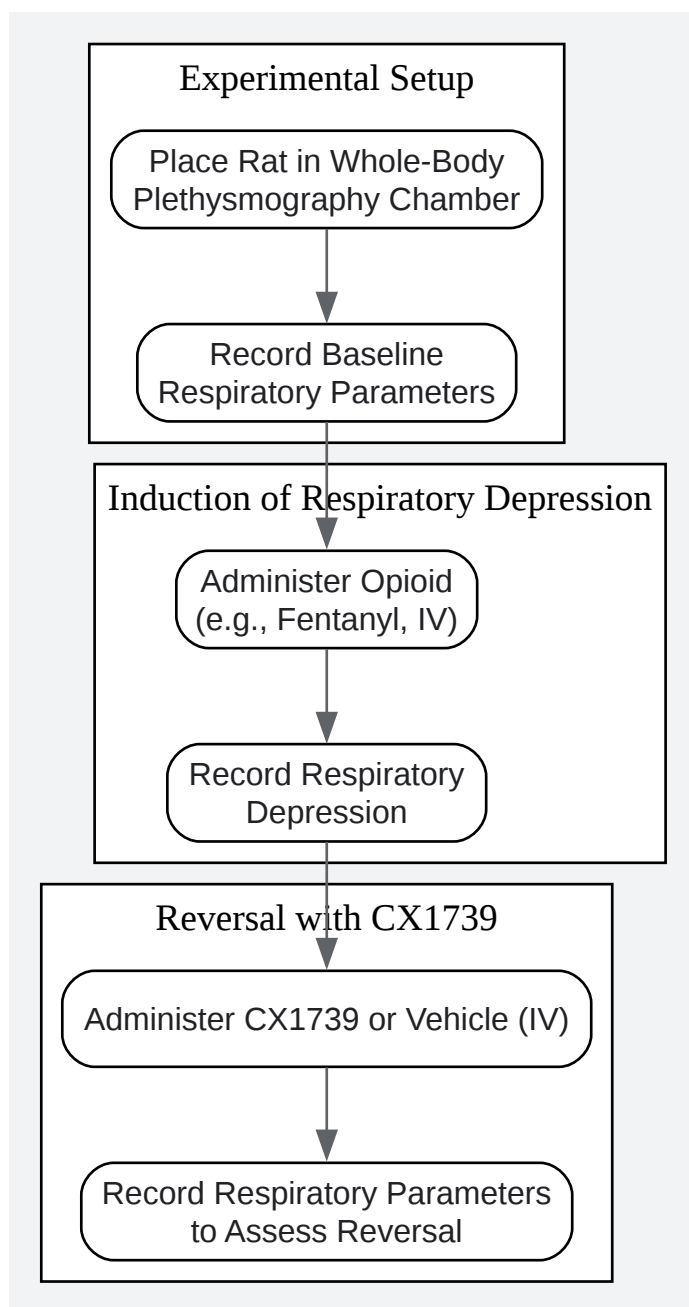 Experimental Setup
Place Rat in Whole-Body
Plethysmography Chamber
Record Baseline
Respiratory Parameters
Induction of Respiratory Depression
Administer Opioid
(e.g., Fentanyl, IV)
Record Respiratory
Depression
Reversal with CX1739
Administer CX1739 or Vehicle (IV)
Record Respiratory Parameters
to Assess Reversal